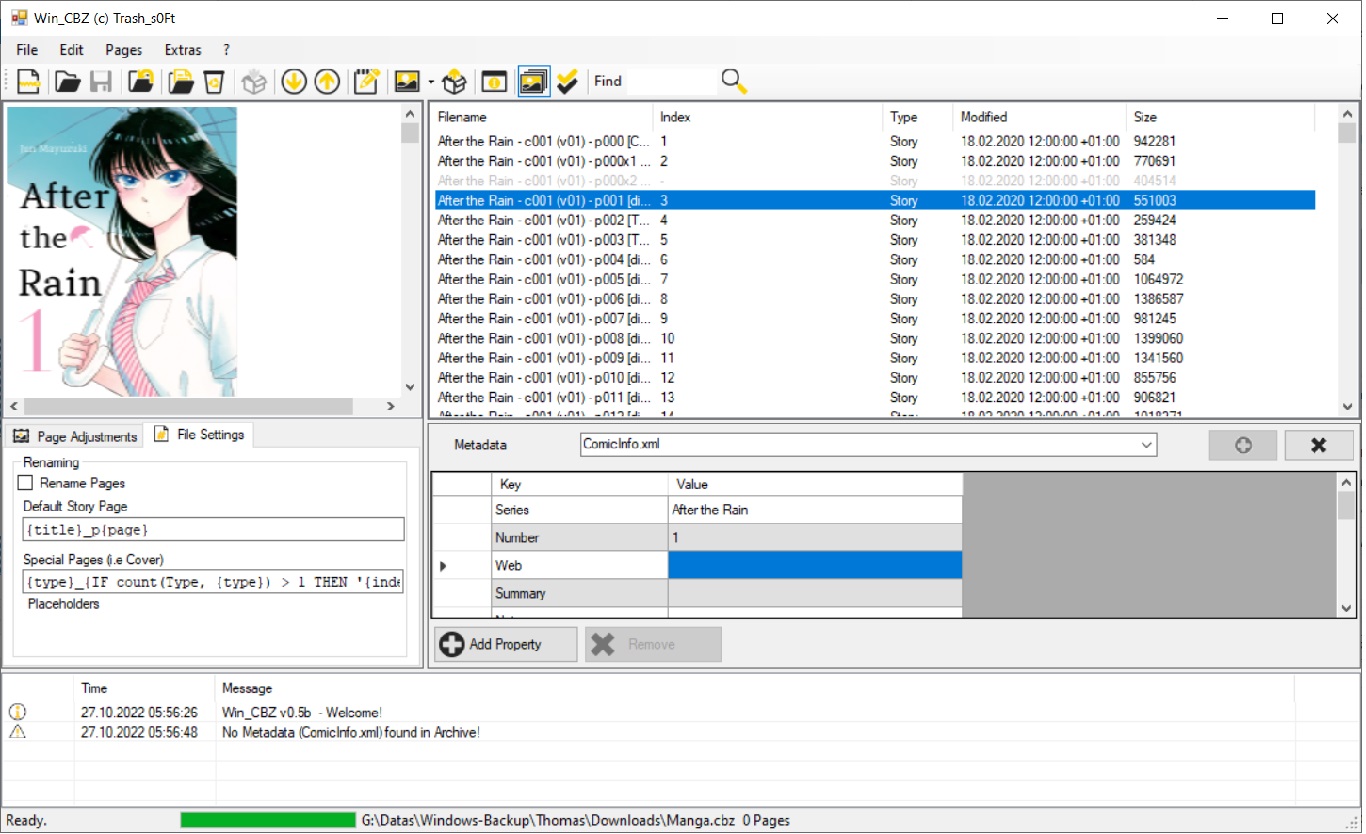 Win_CBZ (c) Trash_s0Ft
File Edit Pages Extras ?
Find
Jun Mayuzuki
After
the
Rain
1
Filename Index Type Modified Size
After the Rain - c001 (v01) - p000 [C... 1 Story 18.02.2020 12:00:00 +01:00 942281
After the Rain - c001 (v01) - p000x1 ... 2 Story 18.02.2020 12:00:00 +01:00 770691
After the Rain - c001 (v01) - p000x2 ... - Story 18.02.2020 12:00:00 +01:00 404514
After the Rain - c001 (v01) - p001 [di... 3 Story 18.02.2020 12:00:00 +01:00 551003
After the Rain - c001 (v01) - p002 [T... 4 Story 18.02.2020 12:00:00 +01:00 259424
After the Rain - c001 (v01) - p003 [T... 5 Story 18.02.2020 12:00:00 +01:00 381348
After the Rain - c001 (v01) - p004 [di... 6 Story 18.02.2020 12:00:00 +01:00 584
After the Rain - c001 (v01) - p005 [di... 7 Story 18.02.2020 12:00:00 +01:00 1064972
After the Rain - c001 (v01) - p006 [di... 8 Story 18.02.2020 12:00:00 +01:00 1386587
After the Rain - c001 (v01) - p007 [di... 9 Story 18.02.2020 12:00:00 +01:00 981245
After the Rain - c001 (v01) - p008 [di... 10 Story 18.02.2020 12:00:00 +01:00 1399060
After the Rain - c001 (v01) - p009 [di... 11 Story 18.02.2020 12:00:00 +01:00 1341560
After the Rain - c001 (v01) - p010 [di... 12 Story 18.02.2020 12:00:00 +01:00 855756
After the Rain - c001 (v01) - p011 [di... 13 Story 18.02.2020 12:00:00 +01:00 906821
Page Adjustments File Settings
Renaming
Rename Pages
Default Story Page
{title}_p{page}
Special Pages (i.e Cover)
{type}_{IF count(Type, {type}) > 1 THEN '{inde
Placeholders
Metadata ComicInfo.xml
Key Value
Series After the Rain
Number 1
Web
Summary
Add Property Remove
Time Message
27.10.2022 05:56:26 Win_CBZ v0.5b - Welcome!
27.10.2022 05:56:48 No Metadata (ComicInfo.xml) found in Archive!
Ready. G:\Datas\Windows-Backup\Thomas\Downloads\Manga.cbz 0 Pages